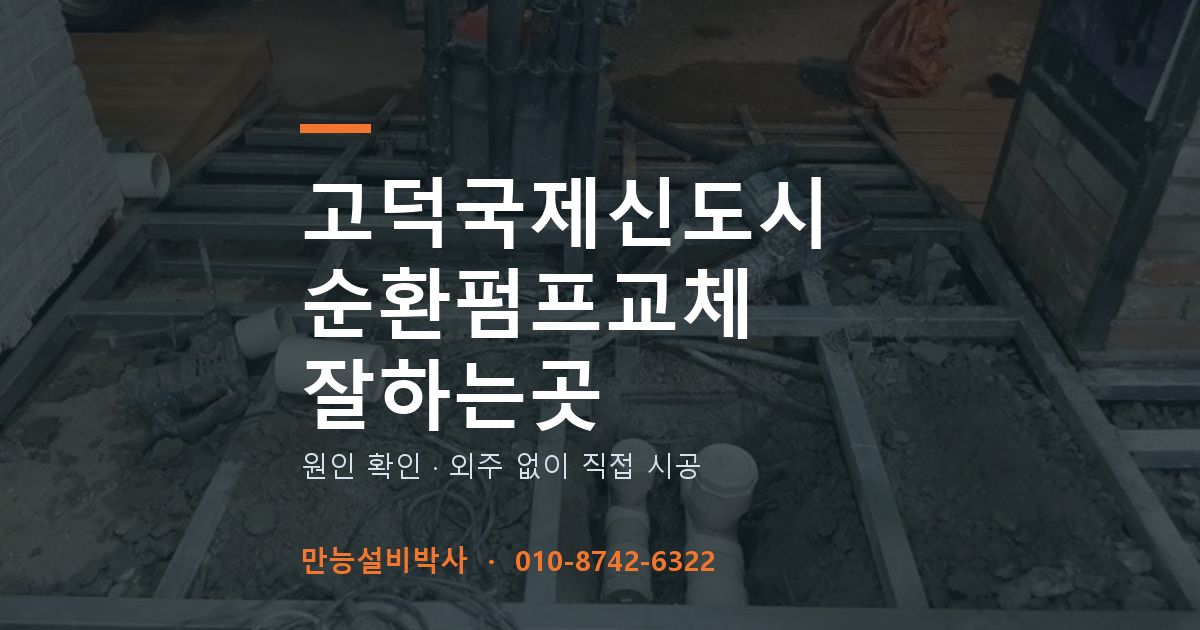 고덕국제신도시
순환펌프교체
잘하는곳
원인 확인 · 외주 없이 직접 시공
만능설비박사 · 010-8742-6322